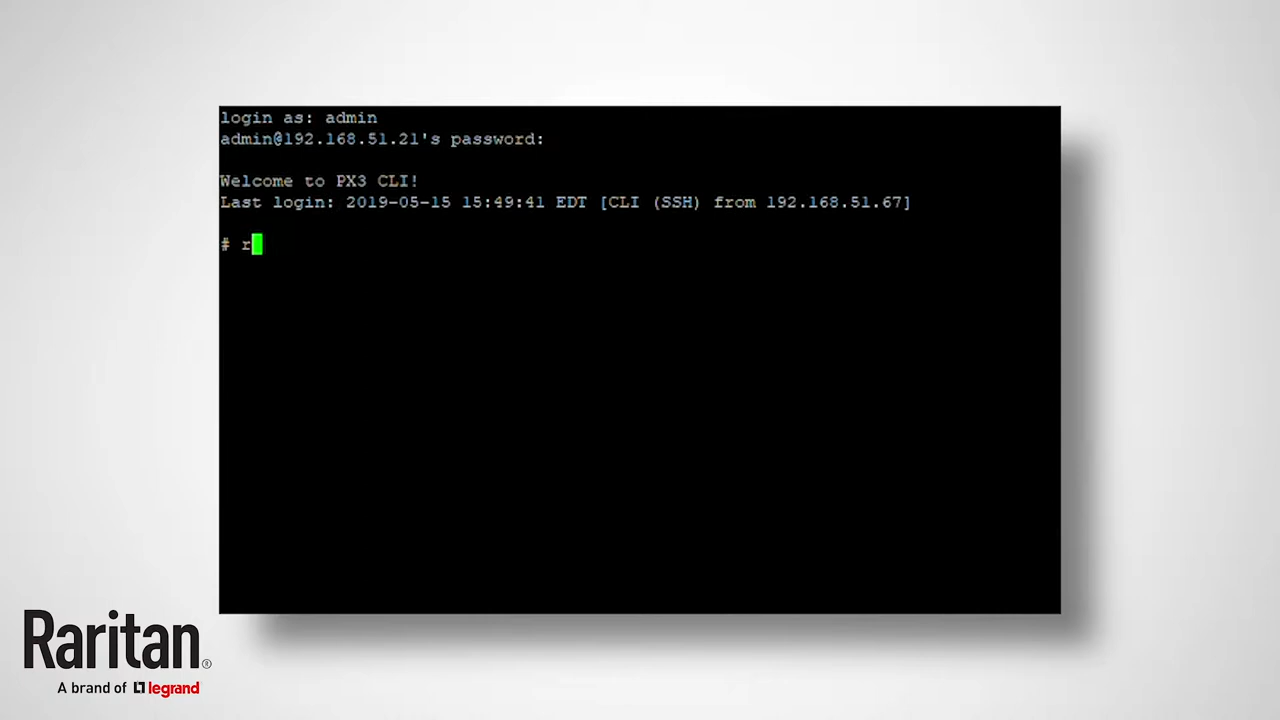 login as: admin
admin@192.168.51.21's password:
Welcome to PX3 CLI!
Last login: 2019-05-15 15:49:41 EDT [CLI (SSH) from 192.168.51.67]
# r
Raritan®
A brand of legrand